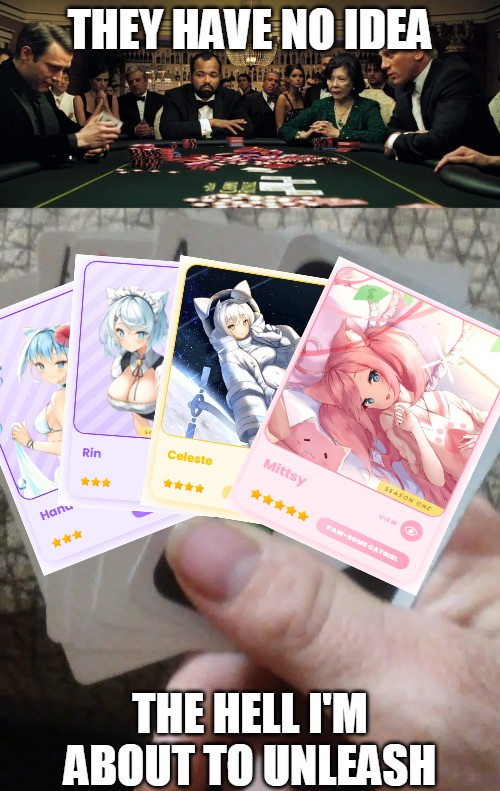 THEY HAVE NO IDEA
Rin
Celeste
Mittsy
SEASON ONE
VIEW
PAW-SOME CATGIRL
THE HELL I'M
ABOUT TO UNLEASH